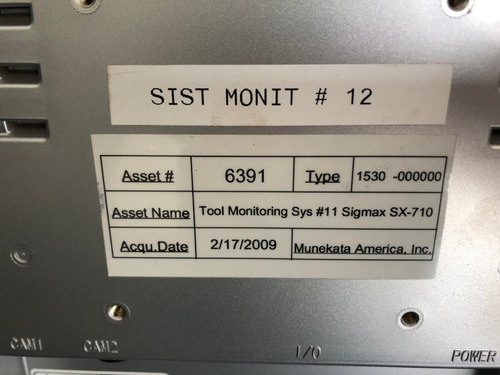 SIST MONIT # 12
Asset# 6391 Type 1530 -000000
Asset Name Tool Monitoring Sys #11 Sigmax SX-710
Acqu.Date 2/17/2009 Munekata America, Inc.
CAM1 CAM2 I/O POWER